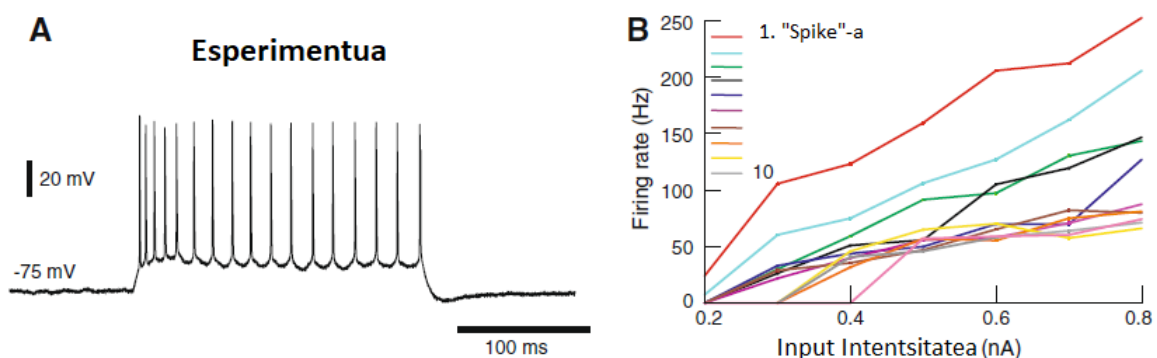 A
Esperimentua
20 mV
-75 mV
100 ms
B
1. "Spike"-a
10
Firing rate (Hz)
250
200
150
100
50
0
0.2
0.4
0.6
0.8
Input Intentsitatea (nA)